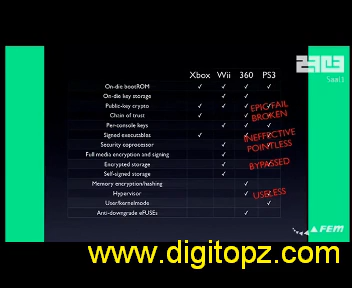 Xbox Wii 360 PS3
Saal1
On-die bootROM ✓ ✓ ✓ ✓
On-die key storage ✓ ✓
Public-key crypto ✓ ✓ ✓ EPIC FAIL
Chain of trust ✓ ✓ BROKEN
Per-console keys ✓ ✓ ✓
Signed executables ✓ ✓ INEFFECTIVE
Security coprocessor ✓ POINTLESS
Full media encryption and signing ✓ ✓
Encrypted storage ✓ BYPASSED
Self-signed storage ✓
Memory encryption/hashing ✓
Hypervisor ✓ USELESS
User/kernelmode ✓
Anti-downgrade eFUSEs ✓
FEM
www.digitopz.com